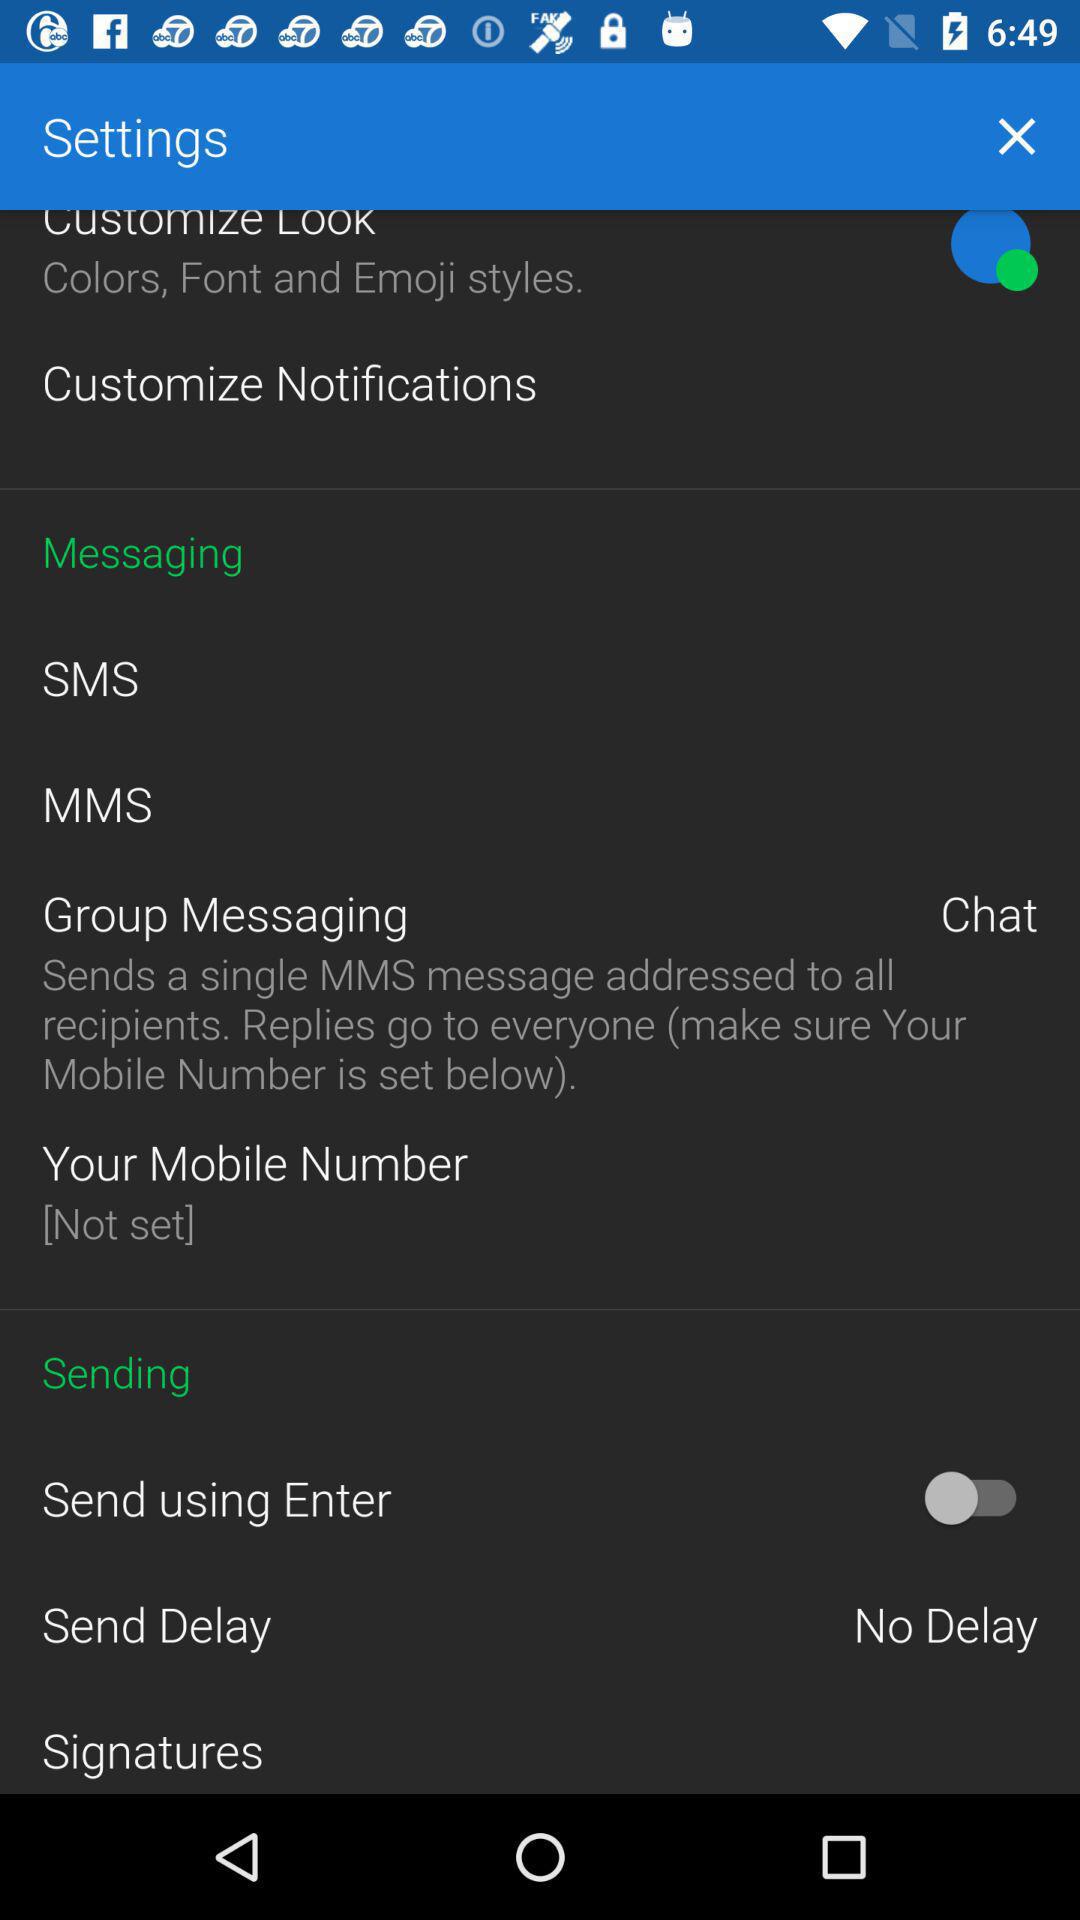 FAKE
6:49
Settings
Customize Look
Colors, Font and Emoji styles.
Customize Notifications
Messaging
SMS
MMS
Group Messaging
Chat
Sends a single MMS message addressed to all
recipients. Replies go to everyone (make sure Your
Mobile Number is set below).
Your Mobile Number
[Not set]
Sending
Send using Enter
Send Delay
No Delay
Signatures